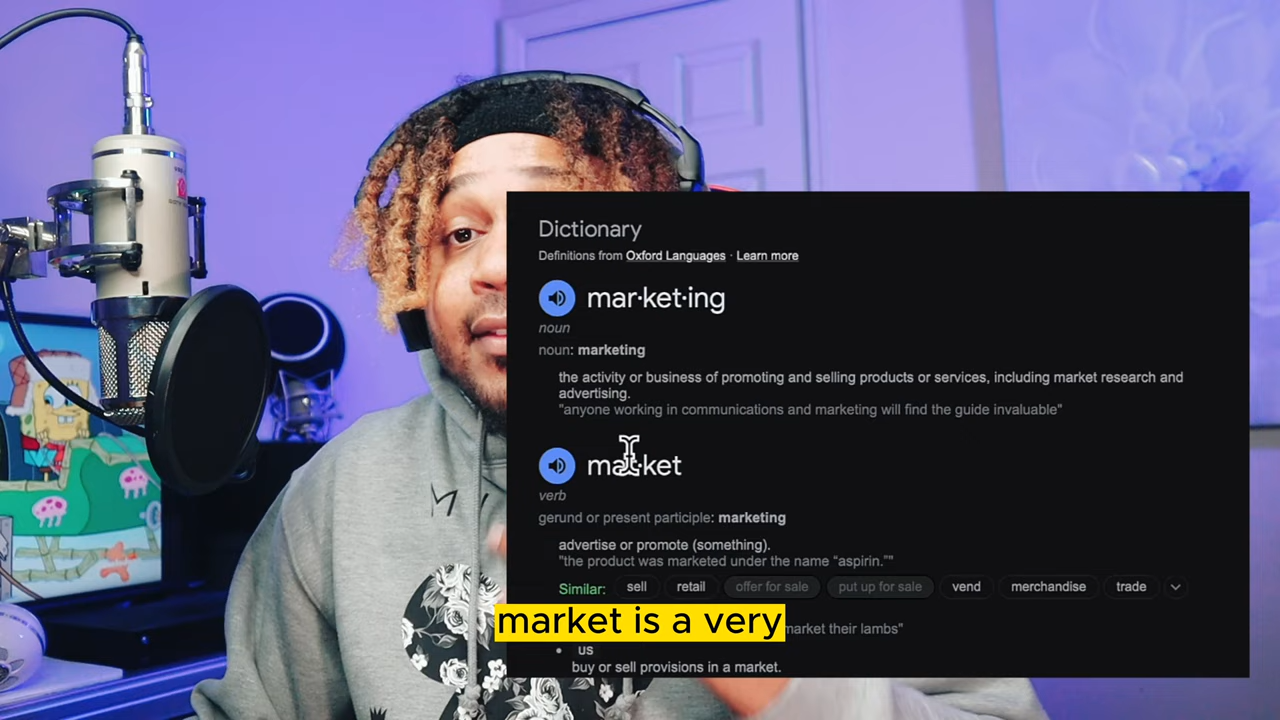 Dictionary
Definitions from Oxford Languages · Learn more
mar·ket·ing
noun
noun: marketing
the activity or business of promoting and selling products or services, including market research and
advertising.
"anyone working in communications and marketing will find the guide invaluable"
mar·ket
verb
gerund or present participle: marketing
advertise or promote (something).
"the product was marketed under the name “aspirin.”"
Similar: sell retail offer for sale put up for sale vend merchandise trade
market is a very
market their lambs"
US
buy or sell provisions in a market.